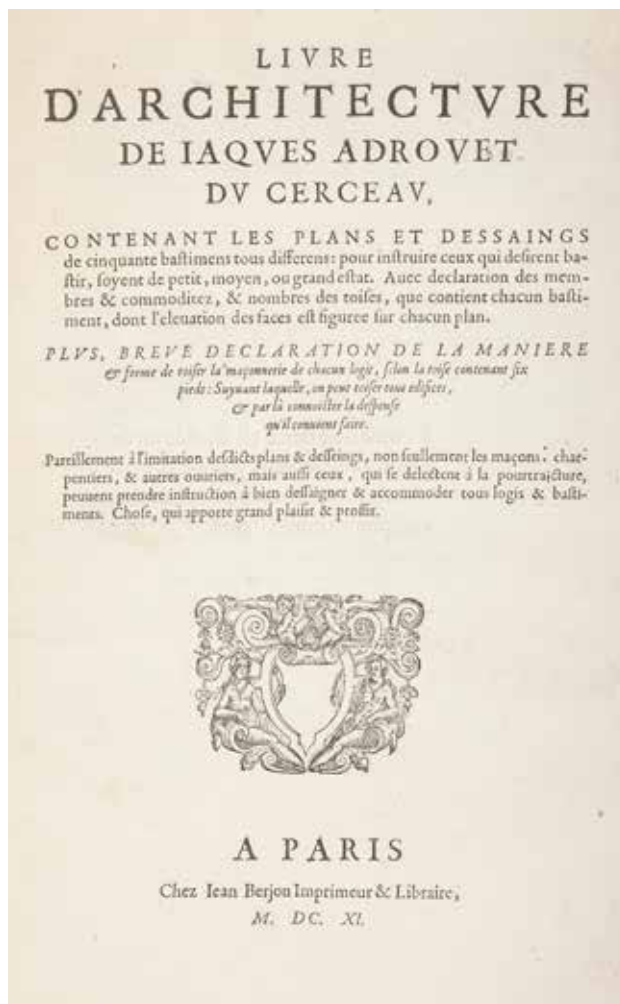 LIVRE
D'ARCHITECTVRE
DE IAQVES ADROVET
DV CERCEAV,
CONTENANT LES PLANS ET DESSAINGS
de cinquante baſtimens tous differens: pour inſtruire ceux qui deſirent ba-
ſtir, ſoyent de petit, moyen, ou grand eſtat. Auec declaration des mem-
bres & commoditez, & nombres des toiſes, que contient chacun baſti-
ment, dont l'eleuation des faces eſt figuree ſur chacun plan.
PLVS, BREVE DECLARATION DE LA MANIERE
& forme de toiſer la maçonnerie de chacun logis, ſelon la toiſe contenant ſix
pieds: Suyuant laquelle, on peut toiſer tous edifices,
& par là connoiſtre la deſpenſe
qu'il conuient faire.
Pareillement à l'imitation deſdicts plans & deſſeings, non ſeullement les maçons, char-
pentiers, & autres ouuriers, mais auſſi ceux, qui ſe delectent à la pourtraicture,
peuuent prendre inſtruction à bien deſſaigner & accommoder tous logis & baſti-
ments. Choſe, qui apporte grand plaiſir & proffit.
A PARIS
Chez Iean Berjon Imprimeur & Libraire,
M. DC. XI.